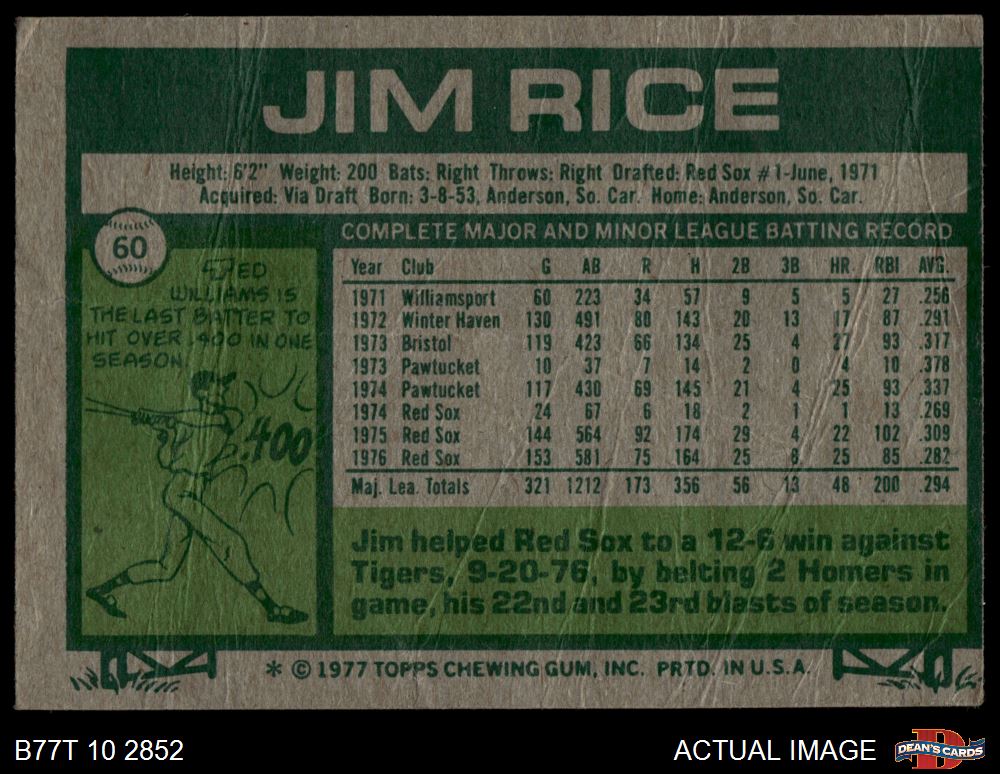 JIM RICE
Height: 6'2" Weight: 200 Bats: Right Throws: Right Drafted: Red Sox #1-June, 1971
Acquired: Via Draft Born: 3-8-53, Anderson, So. Car. Home: Anderson, So. Car.
60
TED
WILLIAMS IS
THE LAST BATTER TO
HIT OVER .400 IN ONE
SEASON.
.400
COMPLETE MAJOR AND MINOR LEAGUE BATTING RECORD
Year Club G AB R H 2B 3B HR RBI AVG.
1971 Williamsport 60 223 34 57 9 5 5 27 .256
1972 Winter Haven 130 491 80 143 20 13 17 87 .291
1973 Bristol 119 423 66 134 25 4 27 93 .317
1973 Pawtucket 10 37 7 14 2 0 4 10 .378
1974 Pawtucket 117 430 69 145 21 4 25 93 .337
1974 Red Sox 24 67 6 18 2 1 1 13 .269
1975 Red Sox 144 564 92 174 29 4 22 102 .309
1976 Red Sox 153 581 75 164 25 8 25 85 .282
Maj. Lea. Totals 321 1212 173 356 56 13 48 200 .294
Jim helped Red Sox to a 12-6 win against
Tigers, 9-20-76, by belting 2 Homers in
game, his 22nd and 23rd blasts of season.
* © 1977 TOPPS CHEWING GUM, INC. PRTD. IN U.S.A.
B77T 10 2852
ACTUAL IMAGE
D
DEAN'S CARDS